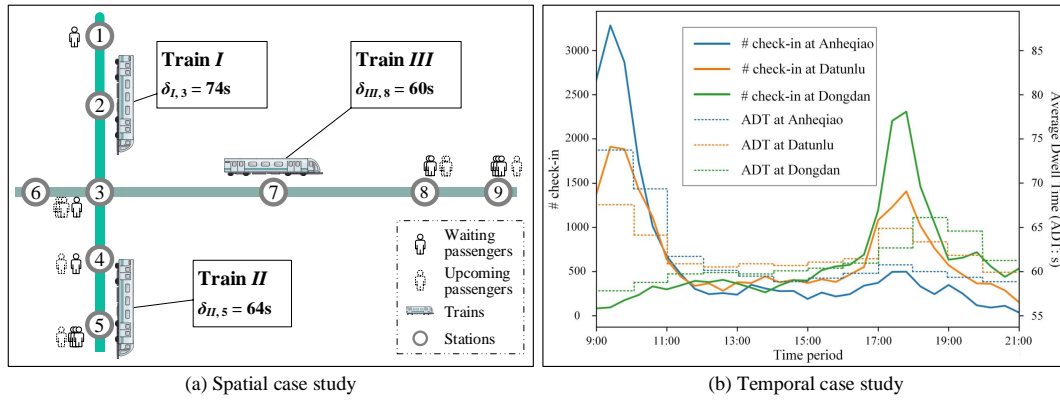 1
Train I
δI, 3 = 74s
Train III
δIII, 8 = 60s
2
6
3
7
8
9
4
Train II
δII, 5 = 64s
5
Waiting
passengers
Upcoming
passengers
Trains
Stations
(a) Spatial case study
# check-in
3000
2500
2000
1500
1000
500
0
# check-in at Anheqiao
# check-in at Datunlu
# check-in at Dongdan
ADT at Anheqiao
ADT at Datunlu
ADT at Dongdan
85
80
75
70
65
60
55
Average Dwell Time (ADT : s)
9:00
11:00
13:00
15:00
17:00
19:00
21:00
Time period
(b) Temporal case study